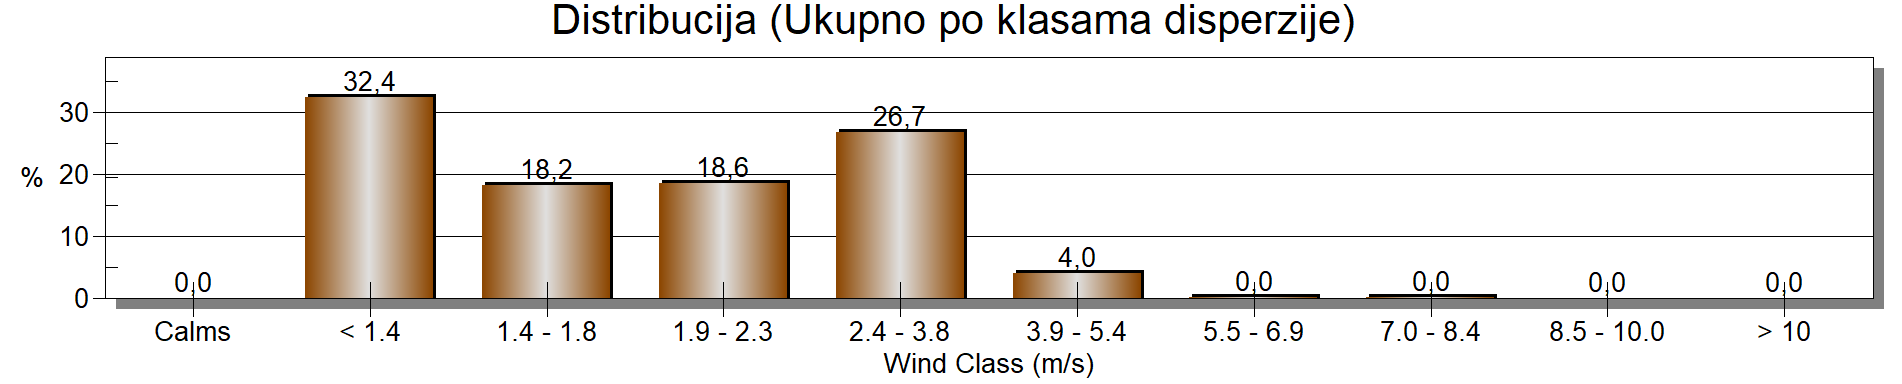 Distribucija (Ukupno po klasama disperzije)
32,4
30
26,7
18,2
18,6
% 20
10
4,0
0,0
0,0
0,0
0,0
0,0
0
Calms
< 1.4
1.4 - 1.8
1.9 - 2.3
2.4 - 3.8
3.9 - 5.4
5.5 - 6.9
7.0 - 8.4
8.5 - 10.0
> 10
Wind Class (m/s)